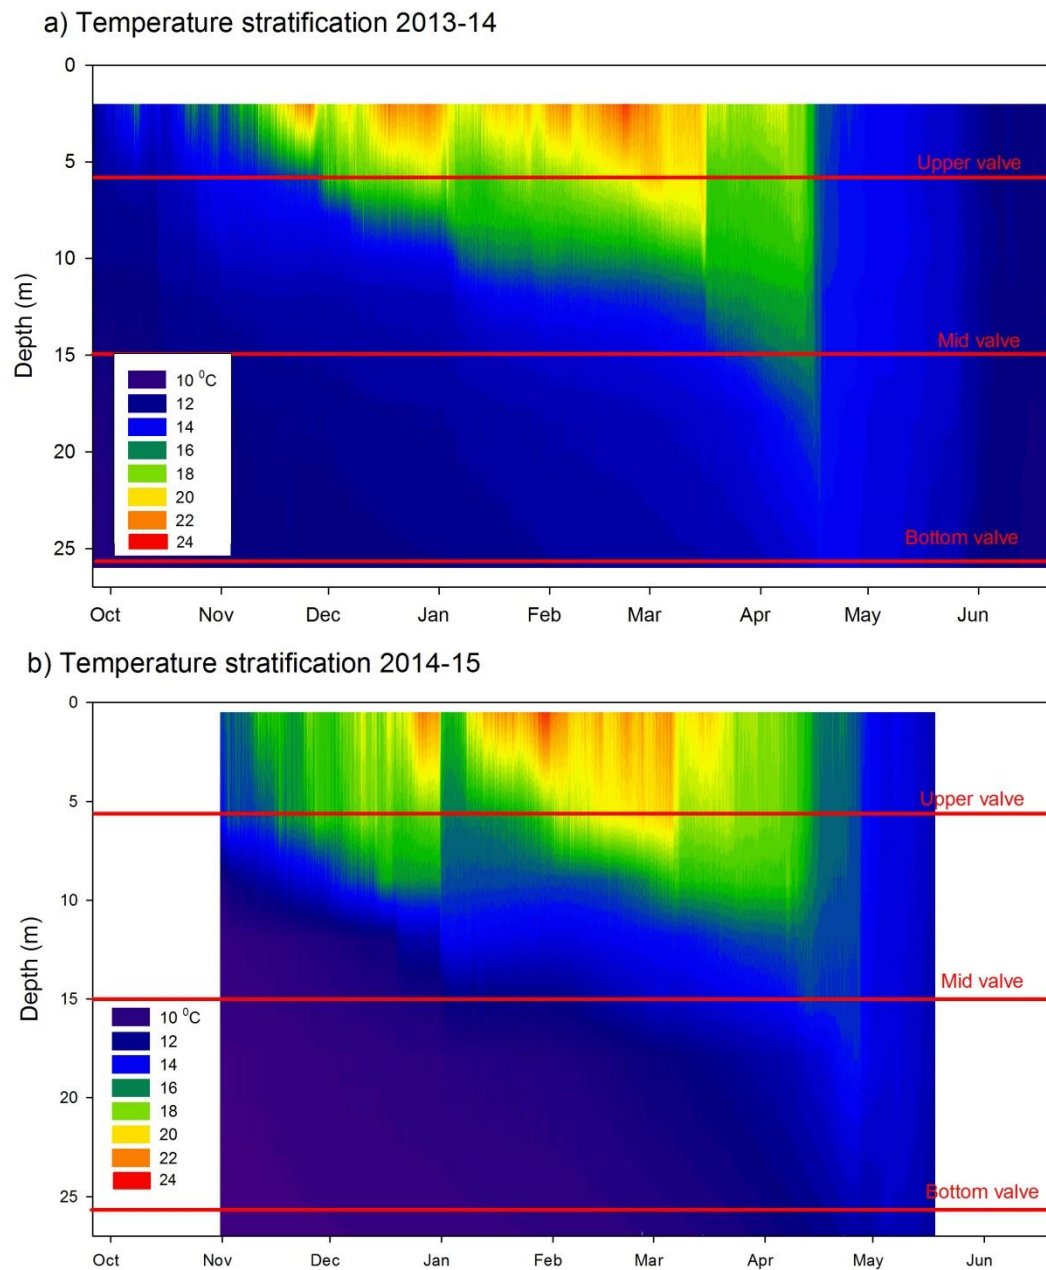 a) Temperature stratification 2013-14
0
5
Upper valve
10
Mid valve
15
Depth (m)
10 ⁰C
12
14
16
18
20
22
24
20
25
Bottom valve
Oct Nov Dec Jan Feb Mar Apr May Jun
b) Temperature stratification 2014-15
0
5
Upper valve
10
Mid valve
15
Depth (m)
10 ⁰C
12
14
16
18
20
22
24
20
25
Bottom valve
Oct Nov Dec Jan Feb Mar Apr May Jun